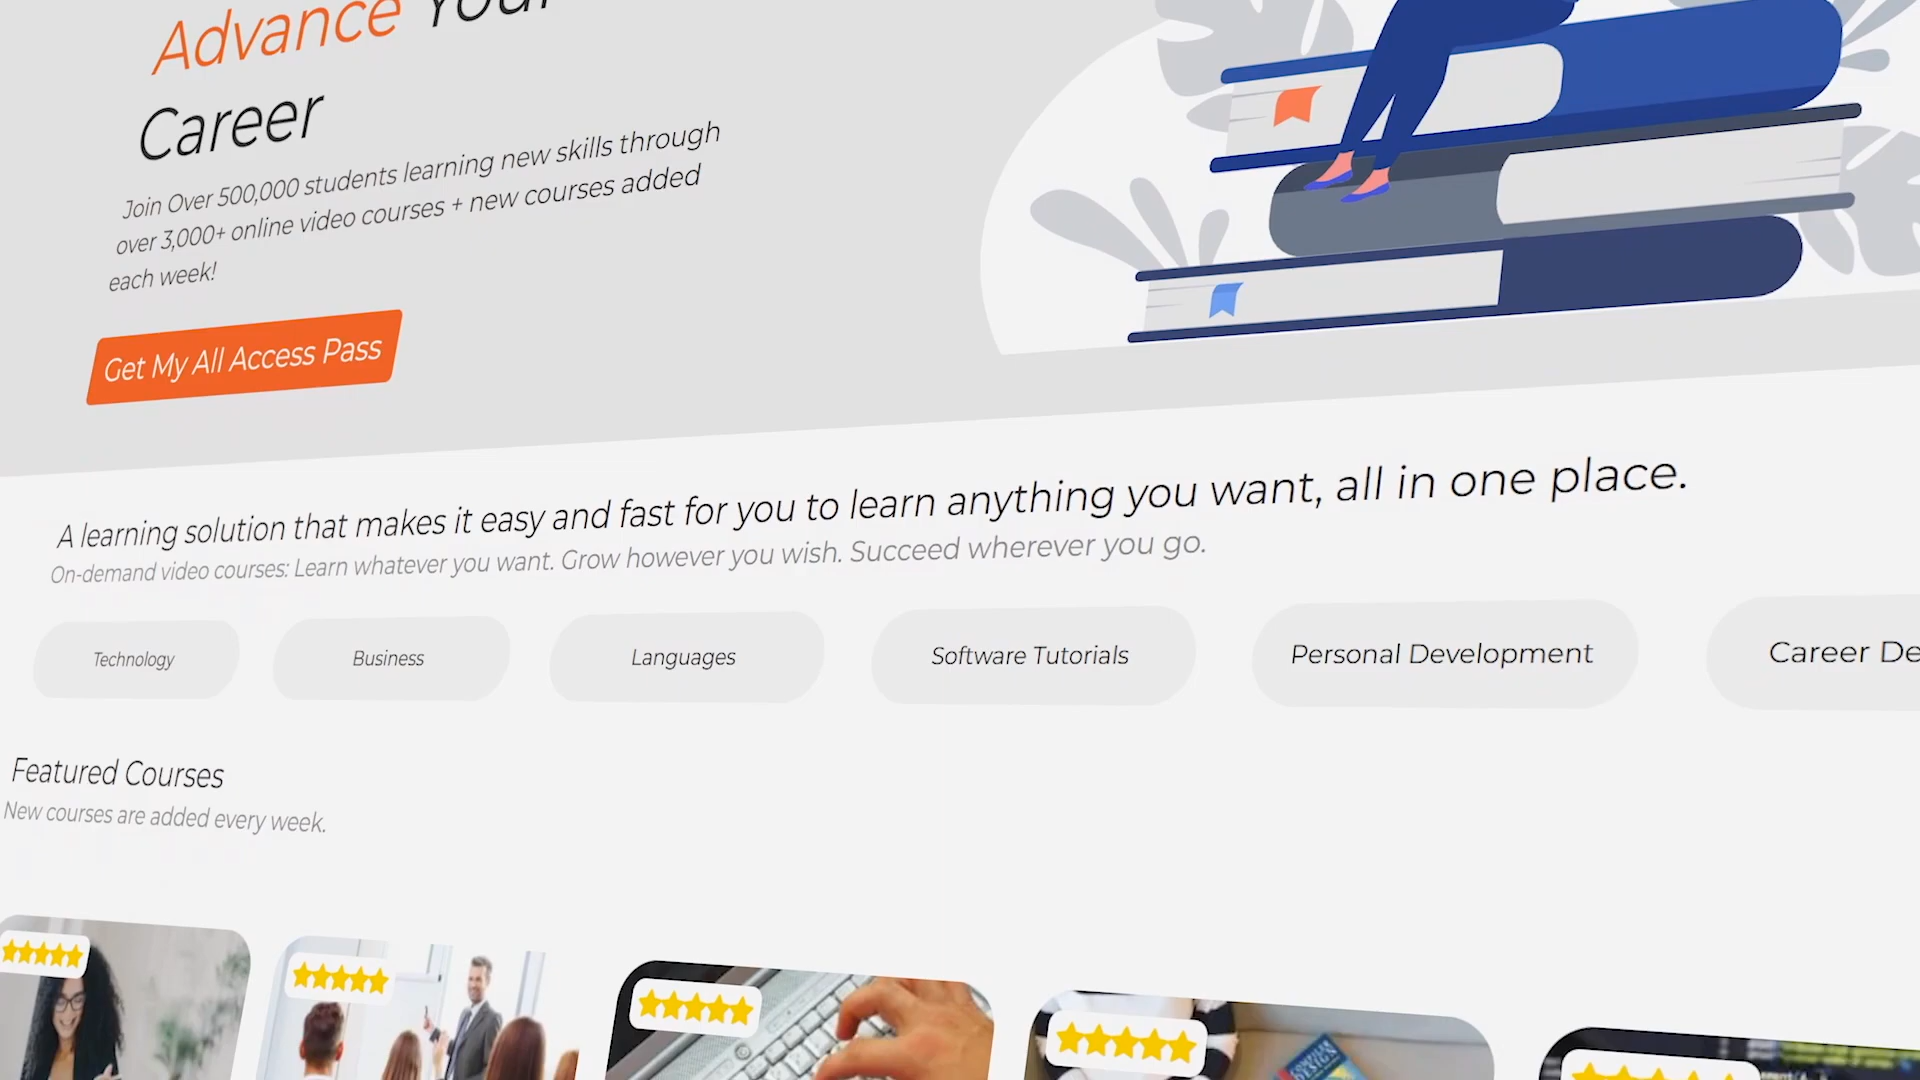 Advance Your
Career
Join Over 500,000 students learning new skills through
over 3,000+ online video courses + new courses added
each week!
Get My All Access Pass
A learning solution that makes it easy and fast for you to learn anything you want, all in one place.
On-demand video courses: Learn whatever you want. Grow however you wish. Succeed wherever you go.
Technology
Business
Languages
Software Tutorials
Personal Development
Career De
Featured Courses
New courses are added every week.
DESIGN